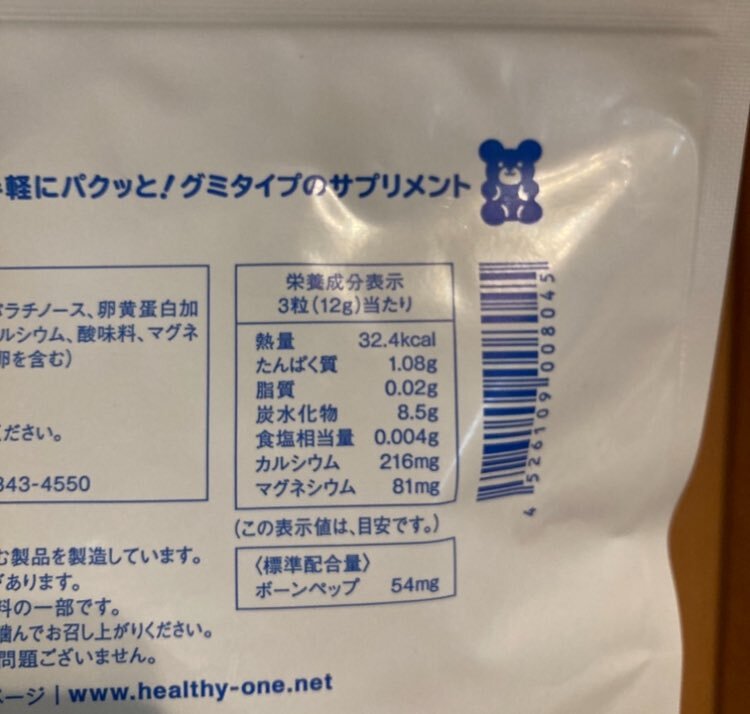 軽にパクッと!グミタイプのサプリメント
ラチノース、卵黄蛋白加
ルシウム、酸味料、マグネ
卵を含む)
ください。
343-4550
栄養成分表示
3粒(12g)当たり
熱量 32.4kcal
たんぱく質 1.08g
脂質 0.02g
炭水化物 8.5g
食塩相当量 0.004g
カルシウム 216mg
マグネシウム 81mg
(この表示値は、目安です。)
〈標準配合量〉
ボーンペップ 54mg
4 526109 008045
む製品を製造しています。
があります。
料の一部です。
噛んでお召し上がりください。
問題ございません。
ページ | www.healthy-one.net